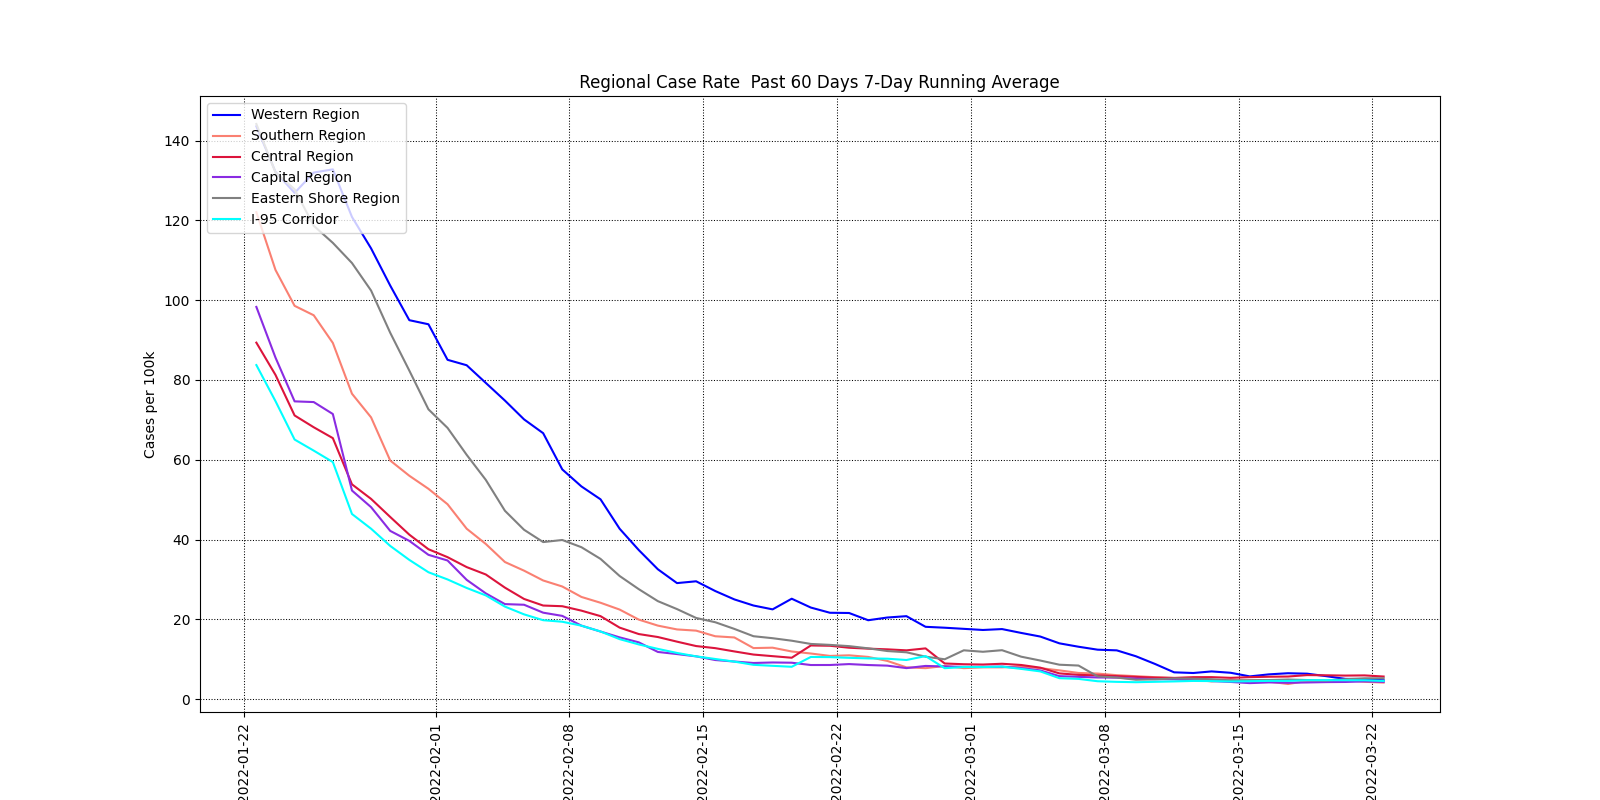 Regional Case Rate  Past 60 Days 7-Day Running Average
Western Region
Southern Region
Central Region
Capital Region
Eastern Shore Region
I-95 Corridor
Cases per 100k
140
120
100
80
60
40
20
0
2022-01-22
2022-02-01
2022-02-08
2022-02-15
2022-02-22
2022-03-01
2022-03-08
2022-03-15
2022-03-22